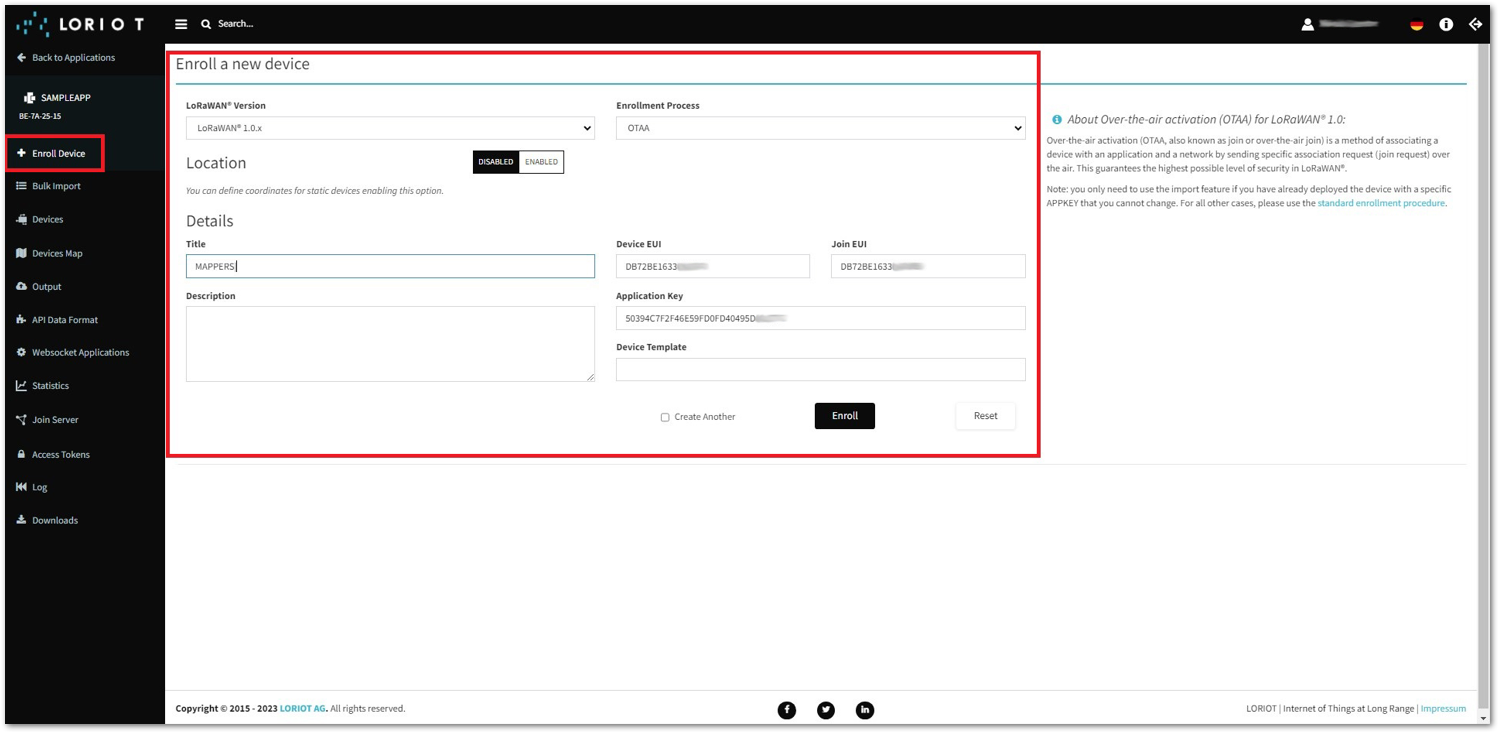 LORIOT
Search...
Back to Applications
SAMPLEAPP
BE-7A-25-15
Enroll Device
Bulk Import
Devices
Devices Map
Output
API Data Format
Websocket Applications
Statistics
Join Server
Access Tokens
Log
Downloads
Enroll a new device
LoRaWAN® Version
Enrollment Process
LoRaWAN® 1.0.x
OTAA
Location
DISABLED ENABLED
You can define coordinates for static devices enabling this option.
Details
Title
Device EUI
Join EUI
MAPPERS
DB72BE1633
DB72BE1633
Description
Application Key
50394C7F2F46E59FD0FD40495D
Device Template
Create Another
Enroll
Reset
About Over-the-air activation (OTAA) for LoRaWAN® 1.0:
Over-the-air activation (OTAA, also known as join or over-the-air join) is a method of associating a
device with an application and a network by sending specific association request (join request) over
the air. This guarantees the highest possible level of security in LoRaWAN®.
Note: you only need to use the import feature if you have already deployed the device with a specific
APPKEY that you cannot change. For all other cases, please use the standard enrollment procedure.
Copyright © 2015 - 2023 LORIOT AG. All rights reserved.
LORIOT | Internet of Things at Long Range | Impressum